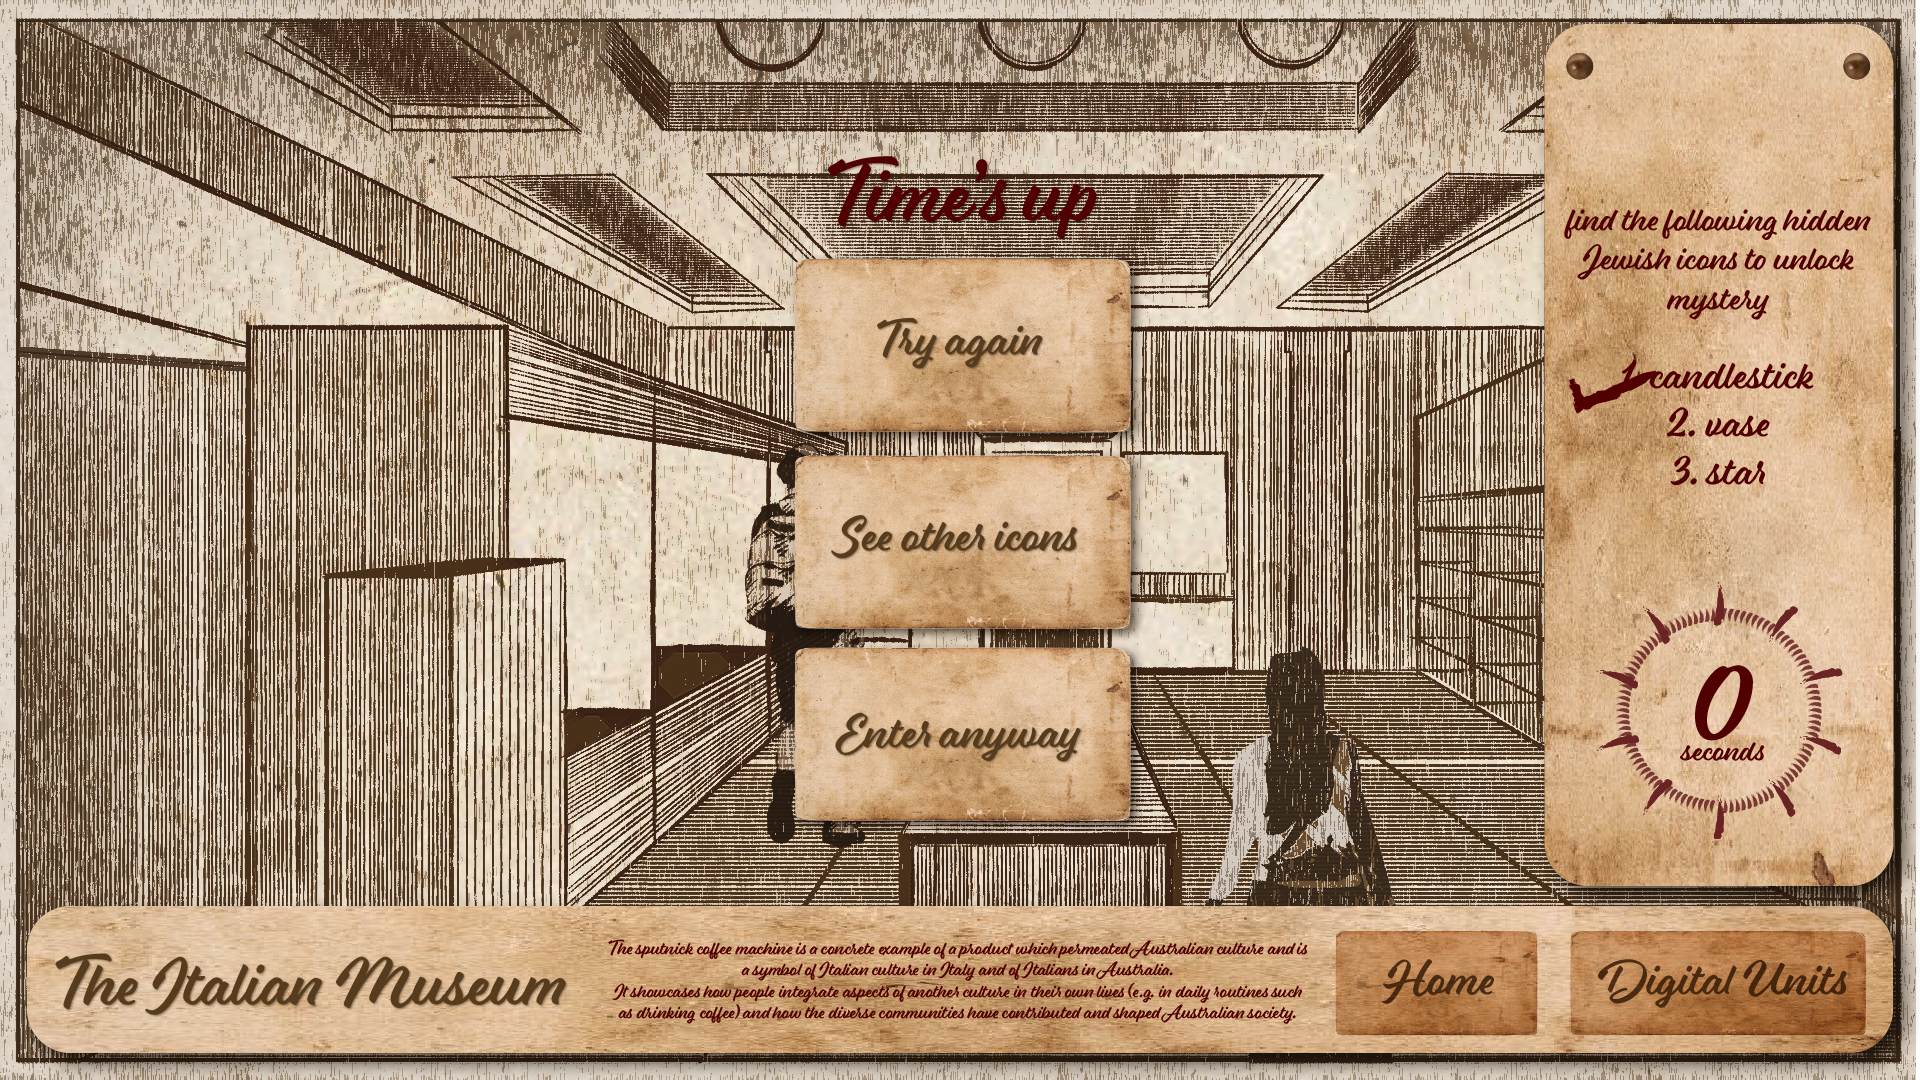 Time's up
Try again
See other icons
Enter anyway
find the following hidden
Jewish icons to unlock
mystery
1. candlestick
2. vase
3. star
0
seconds
The Italian Museum
The sputnick coffee machine is a concrete example of a product which permeated Australian culture and is
a symbol of Italian culture in Italy and of Italians in Australia.
It showcases how people integrate aspects of another culture in their own lives (e.g. in daily routines such
as drinking coffee) and how the diverse communities have contributed and shaped Australian society.
Home
Digital Units